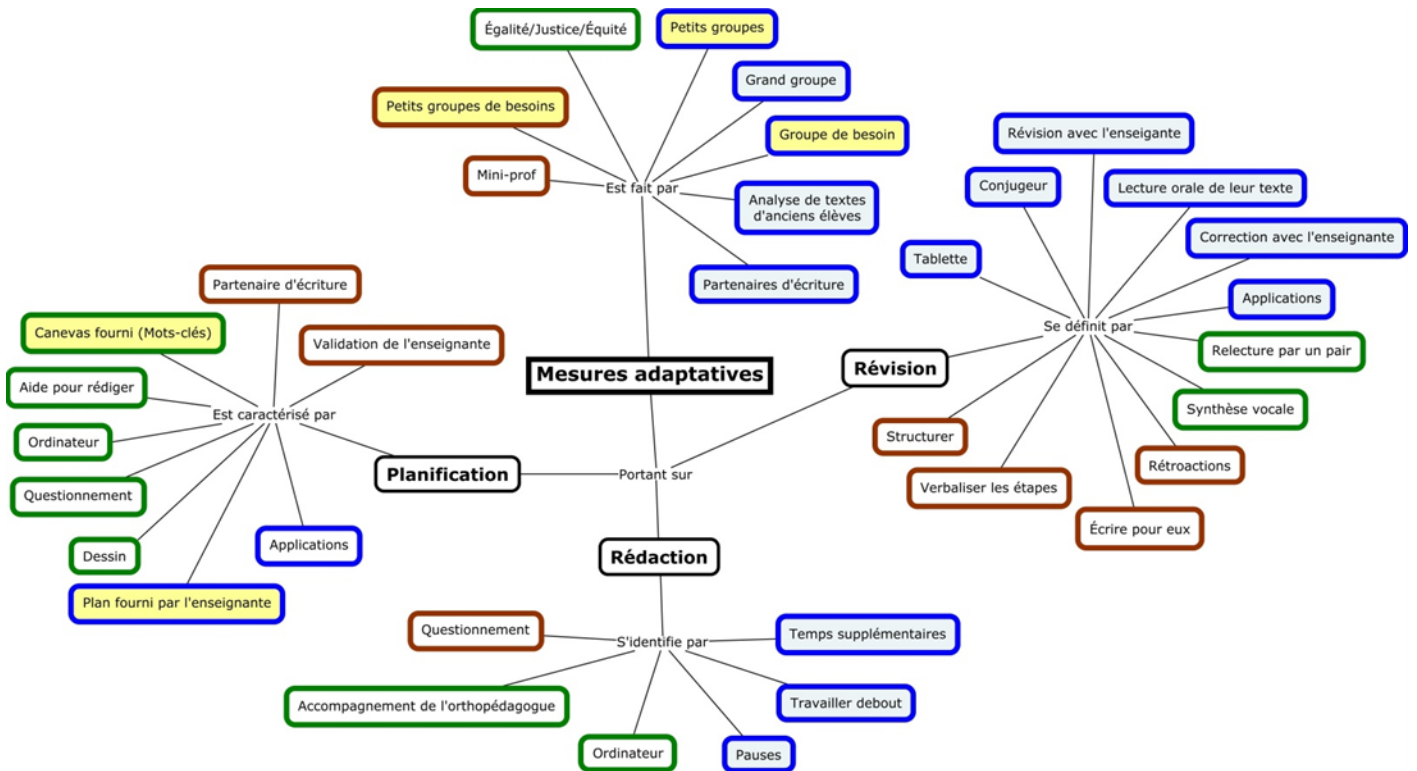 Égalité/Justice/Équité
Petits groupes
Grand groupe
Petits groupes de besoins
Groupe de besoin
Mini-prof
Est fait par
Analyse de textes
d'anciens élèves
Partenaires d'écriture
Révision avec l'enseigante
Conjugeur
Lecture orale de leur texte
Correction avec l'enseignante
Tablette
Applications
Se définit par
Relecture par un pair
Synthèse vocale
Rétroactions
Écrire pour eux
Verbaliser les étapes
Structurer
Révision
Mesures adaptatives
Portant sur
Partenaire d'écriture
Canevas fourni (Mots-clés)
Validation de l'enseignante
Aide pour rédiger
Est caractérisé par
Ordinateur
Planification
Questionnement
Dessin
Applications
Plan fourni par l'enseignante
Rédaction
Questionnement
S'identifie par
Temps supplémentaires
Accompagnement de l'orthopédagogue
Travailler debout
Ordinateur
Pauses